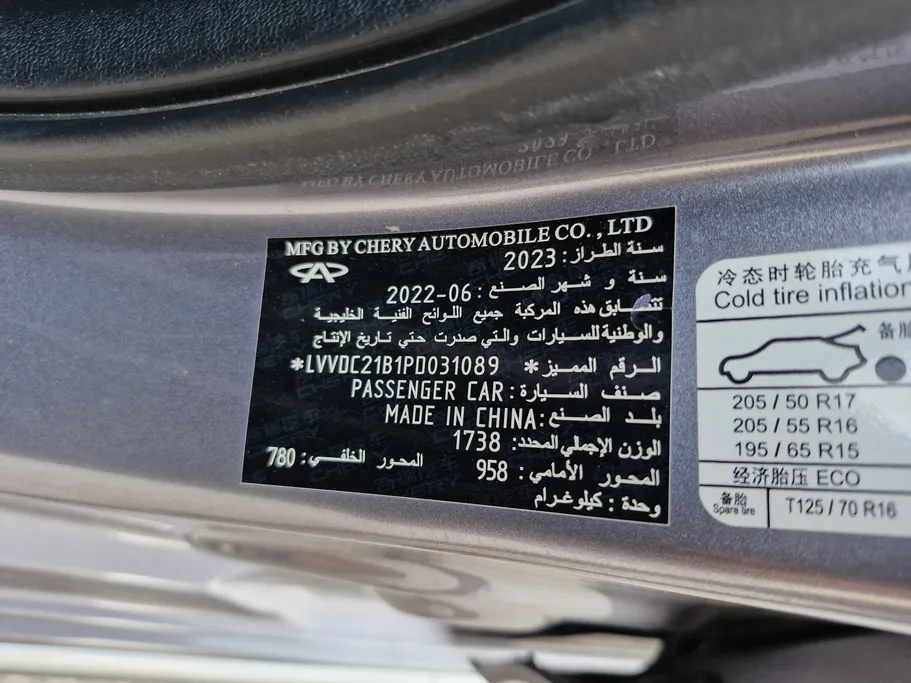 MFG BY CHERY AUTOMOBILE CO. , LTD
سنة الطراز: 2023
سنة و شهر الصنع: 2022-06
تتطابق هذه المركبة جميع اللوائح الفنية الخليجية
والوطنية للسيارات والتي صدرت حتي تاريخ الإنتاج
الرقم المميز* LVVDC21B1PD031089*
صنف السيارة: PASSENGER CAR
بلد الصنع: MADE IN CHINA
الوزن الإجمالي المحدد: 1738
المحور الأمامي: 958 المحور الخلفي: 780
وحدة: كيلوغرام
冷态时轮胎充气
Cold tire inflation
备胎
205 / 50 R17
205 / 55 R16
195 / 65 R15
经济胎压 ECO
备胎
Spare tire
T125 / 70 R16